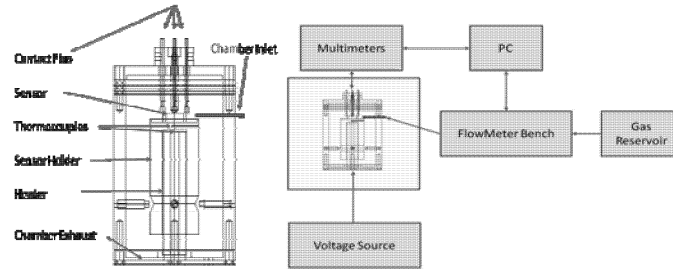 Contact Pins
Chamber Inlet
Sensor
Thermocouples
Sensor Holder
Heater
Chamber Exhaust
Multimeters
PC
FlowMeter Bench
Gas
Reservoir
Voltage Source